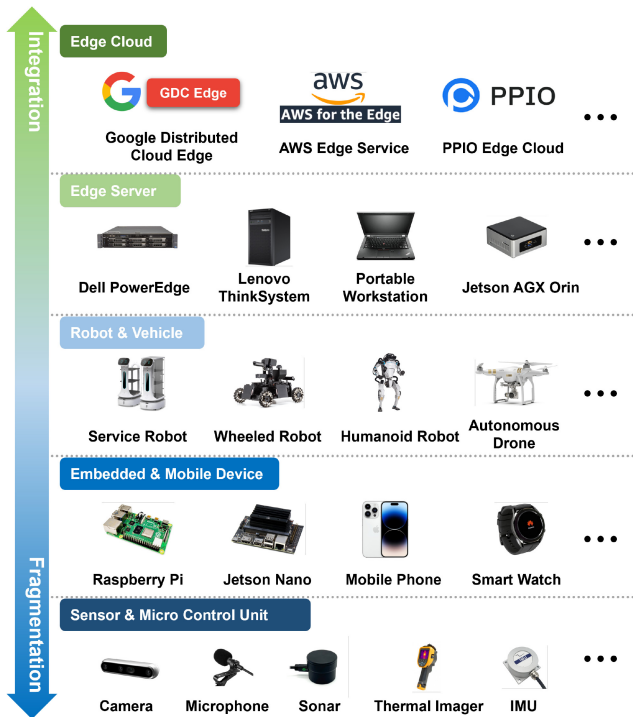 Integration
Edge Cloud
GDC Edge
Google Distributed
Cloud Edge
aws
AWS for the Edge
AWS Edge Service
PPIO
PPIO Edge Cloud
Edge Server
Dell PowerEdge
Lenovo
ThinkSystem
Portable
Workstation
Jetson AGX Orin
Robot & Vehicle
Service Robot
Wheeled Robot
Humanoid Robot
Autonomous
Drone
Embedded & Mobile Device
Raspberry Pi
Jetson Nano
Mobile Phone
Smart Watch
Fragmentation
Sensor & Micro Control Unit
Camera
Microphone
Sonar
Thermal Imager
IMU